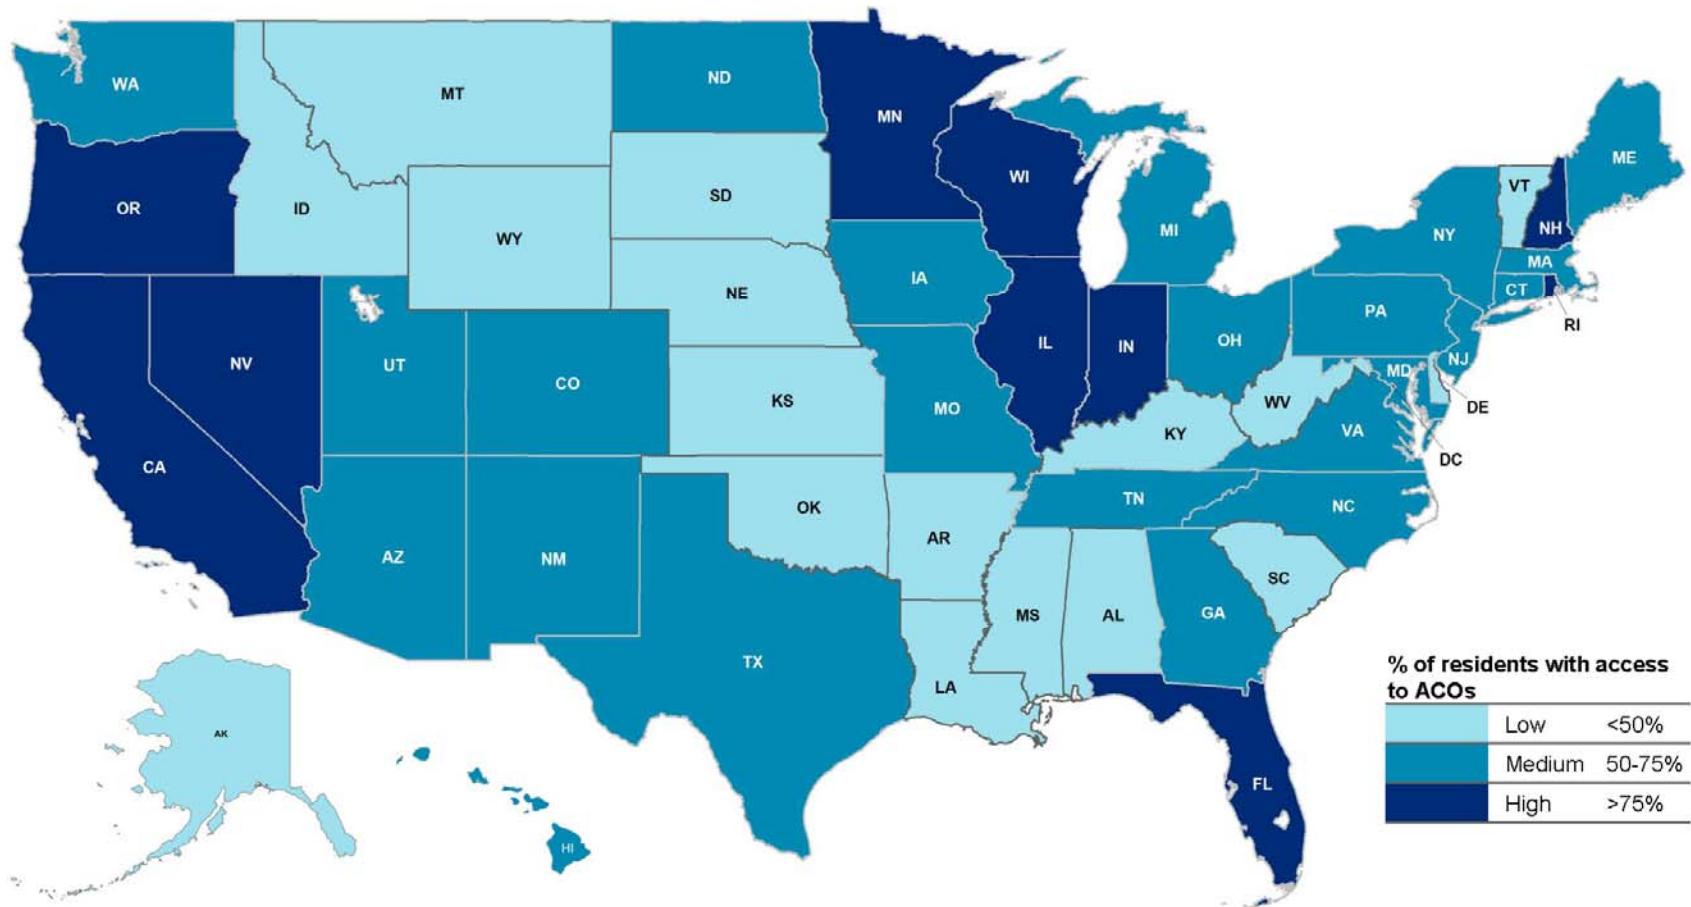 WA
MT
ND
MN
OR
ID
WY
SD
WI
MI
NY
VT
NH
ME
MA
CT
RI
NV
UT
CO
NE
IA
IL
IN
OH
PA
NJ
MD
DE
DC
CA
KS
MO
KY
WV
VA
AZ
NM
OK
AR
TN
NC
TX
LA
MS
AL
GA
SC
FL
AK
HI
% of residents with access
to ACOs
Low <50%
Medium 50-75%
High >75%